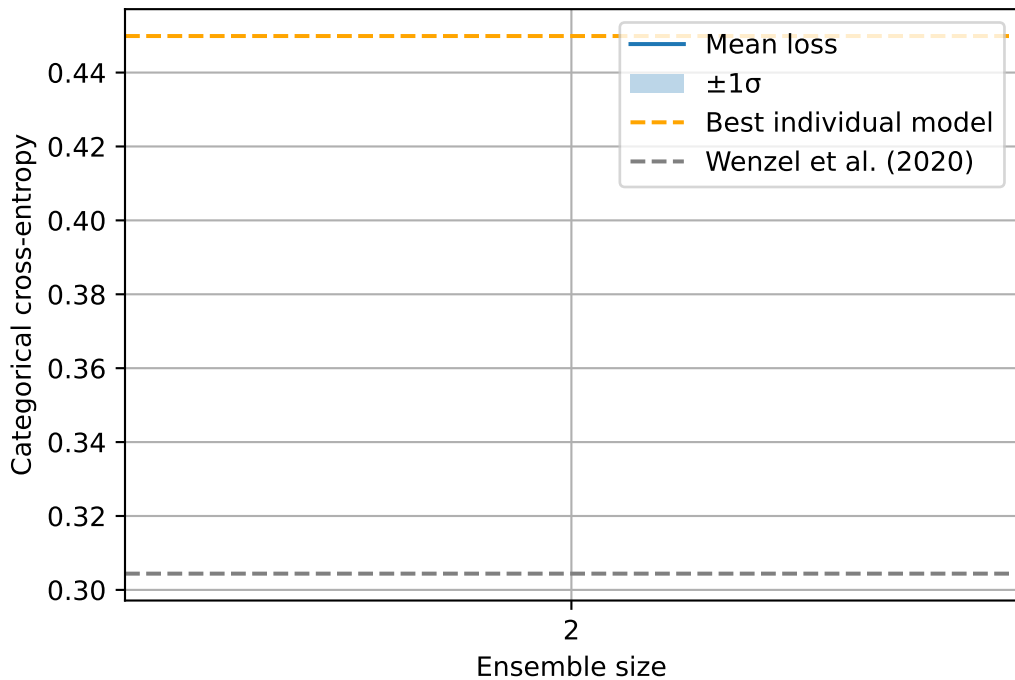 Mean loss
±1σ
Best individual model
Wenzel et al. (2020)
0.44
0.42
0.40
0.38
0.36
0.34
0.32
0.30
Categorical cross-entropy
2
Ensemble size